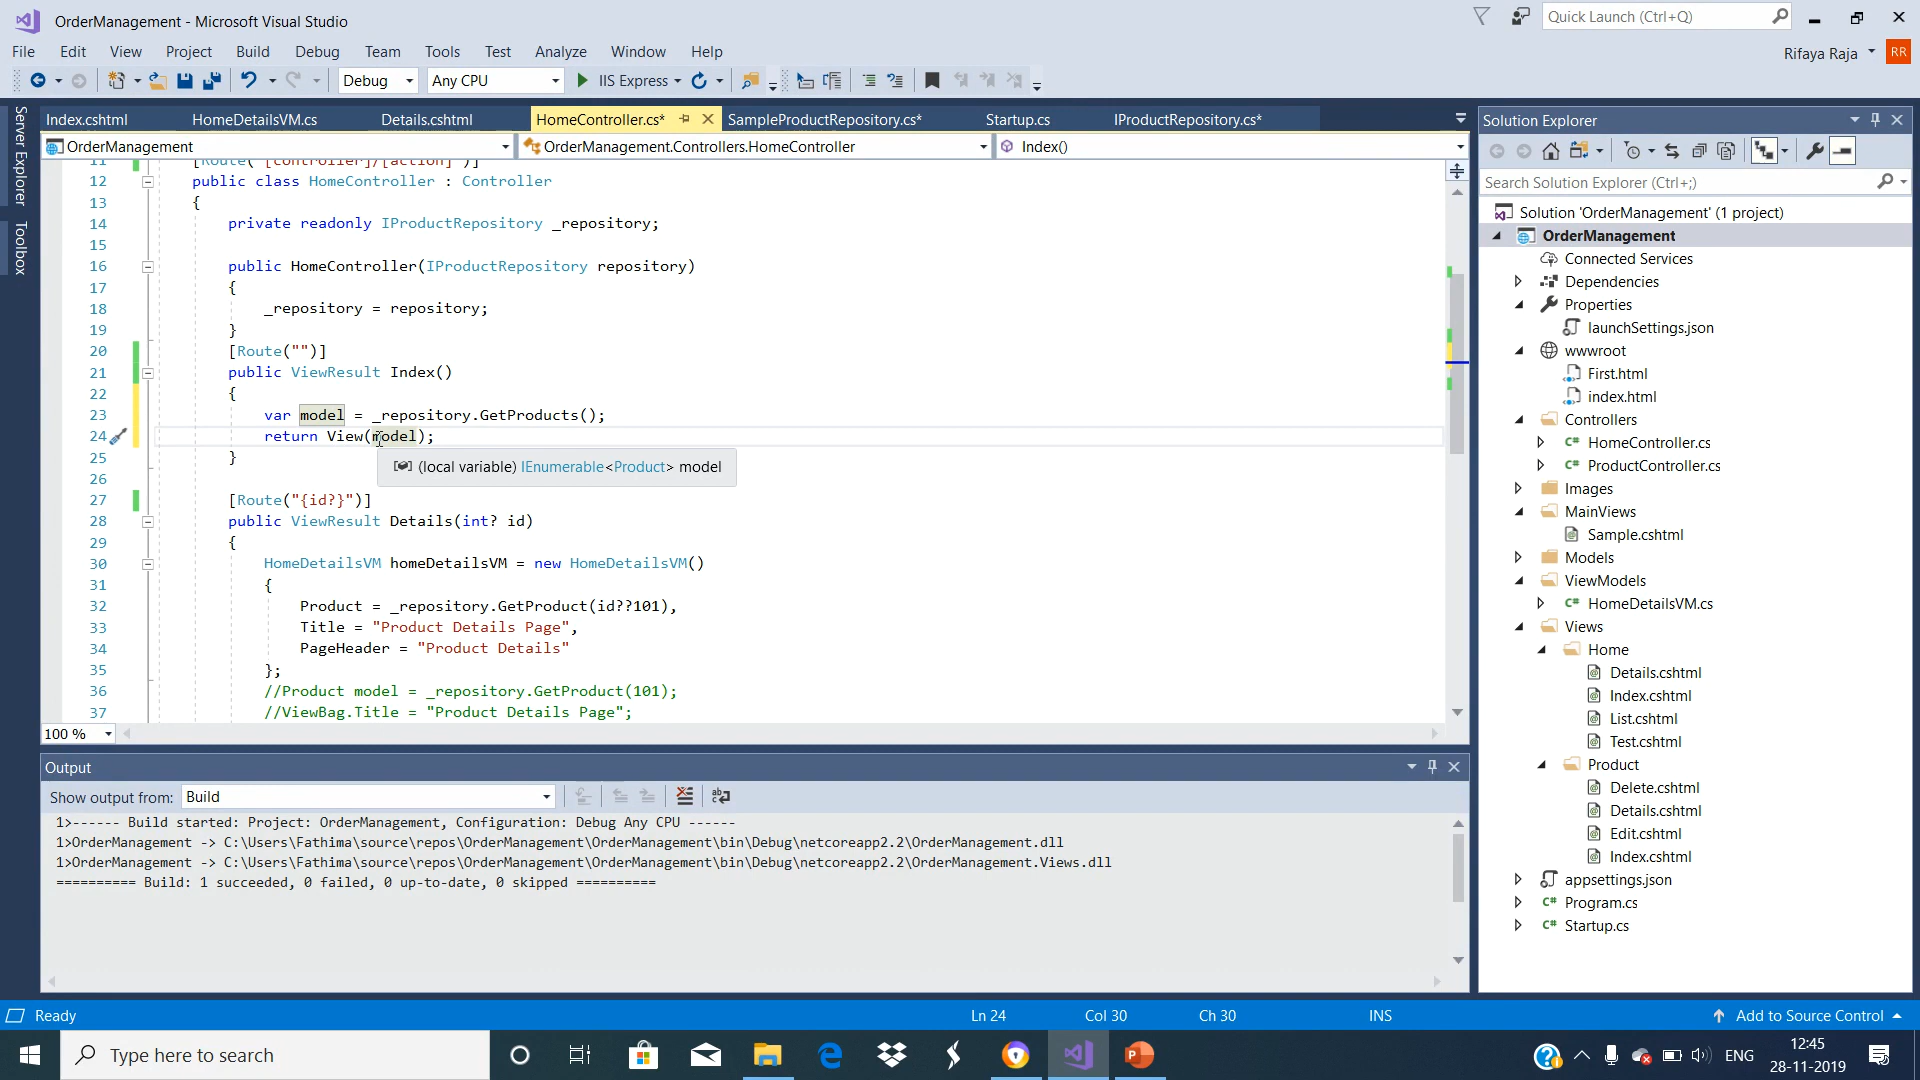 OrderManagement - Microsoft Visual Studio
Quick Launch (Ctrl+Q)
File Edit View Project Build Debug Team Tools Test Analyze Window Help
Rifaya Raja RR
Debug Any CPU IIS Express
Server Explorer
Toolbox
Index.cshtml HomeDetailsVM.cs Details.cshtml HomeController.cs* SampleProductRepository.cs* Startup.cs IProductRepository.cs*
OrderManagement OrderManagement.Controllers.HomeController Index()
11 [Route("[controller]/[action]")]
12 public class HomeController : Controller
13 {
14 private readonly IProductRepository _repository;
15
16 public HomeController(IProductRepository repository)
17 {
18 _repository = repository;
19 }
20 [Route("")]
21 public ViewResult Index()
22 {
23 var model = _repository.GetProducts();
24 return View(model);
25 }
(local variable) IEnumerable<Product> model
26
27 [Route("{id?}")]
28 public ViewResult Details(int? id)
29 {
30 HomeDetailsVM homeDetailsVM = new HomeDetailsVM()
31 {
32 Product = _repository.GetProduct(id??101),
33 Title = "Product Details Page",
34 PageHeader = "Product Details"
35 };
36 //Product model = _repository.GetProduct(101);
37 //ViewBag.Title = "Product Details Page";
100 %
Output
Show output from: Build
1>------ Build started: Project: OrderManagement, Configuration: Debug Any CPU ------
1>OrderManagement -> C:\Users\Fathima\source\repos\OrderManagement\OrderManagement\bin\Debug\netcoreapp2.2\OrderManagement.dll
1>OrderManagement -> C:\Users\Fathima\source\repos\OrderManagement\OrderManagement\bin\Debug\netcoreapp2.2\OrderManagement.Views.dll
========== Build: 1 succeeded, 0 failed, 0 up-to-date, 0 skipped ==========
Solution Explorer
Search Solution Explorer (Ctrl+;)
Solution 'OrderManagement' (1 project)
OrderManagement
Connected Services
Dependencies
Properties
launchSettings.json
wwwroot
First.html
index.html
Controllers
HomeController.cs
ProductController.cs
Images
MainViews
Sample.cshtml
Models
ViewModels
HomeDetailsVM.cs
Views
Home
Details.cshtml
Index.cshtml
List.cshtml
Test.cshtml
Product
Delete.cshtml
Details.cshtml
Edit.cshtml
Index.cshtml
appsettings.json
Program.cs
Startup.cs
Ready Ln 24 Col 30 Ch 30 INS Add to Source Control
Type here to search
ENG
12:45
28-11-2019